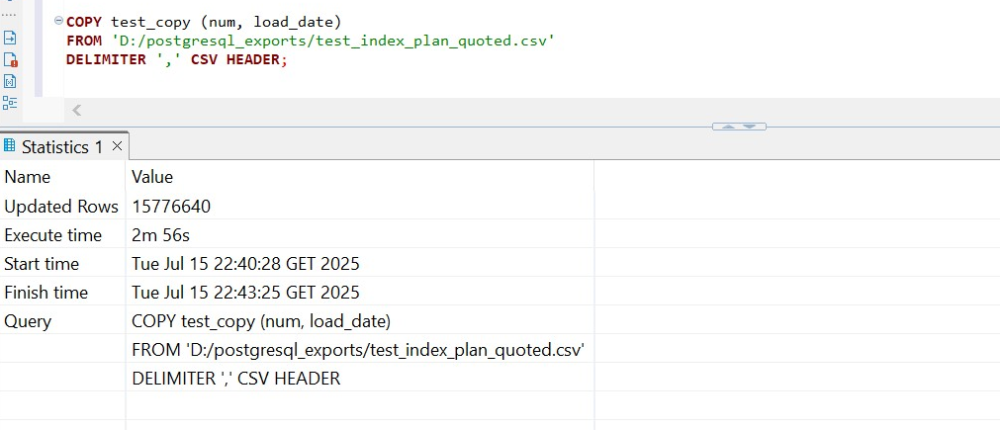 COPY test_copy (num, load_date)
FROM 'D:/postgresql_exports/test_index_plan_quoted.csv'
DELIMITER ',' CSV HEADER;
Statistics 1
Name Value
Updated Rows 15776640
Execute time 2m 56s
Start time Tue Jul 15 22:40:28 GET 2025
Finish time Tue Jul 15 22:43:25 GET 2025
Query COPY test_copy (num, load_date)
FROM 'D:/postgresql_exports/test_index_plan_quoted.csv'
DELIMITER ',' CSV HEADER